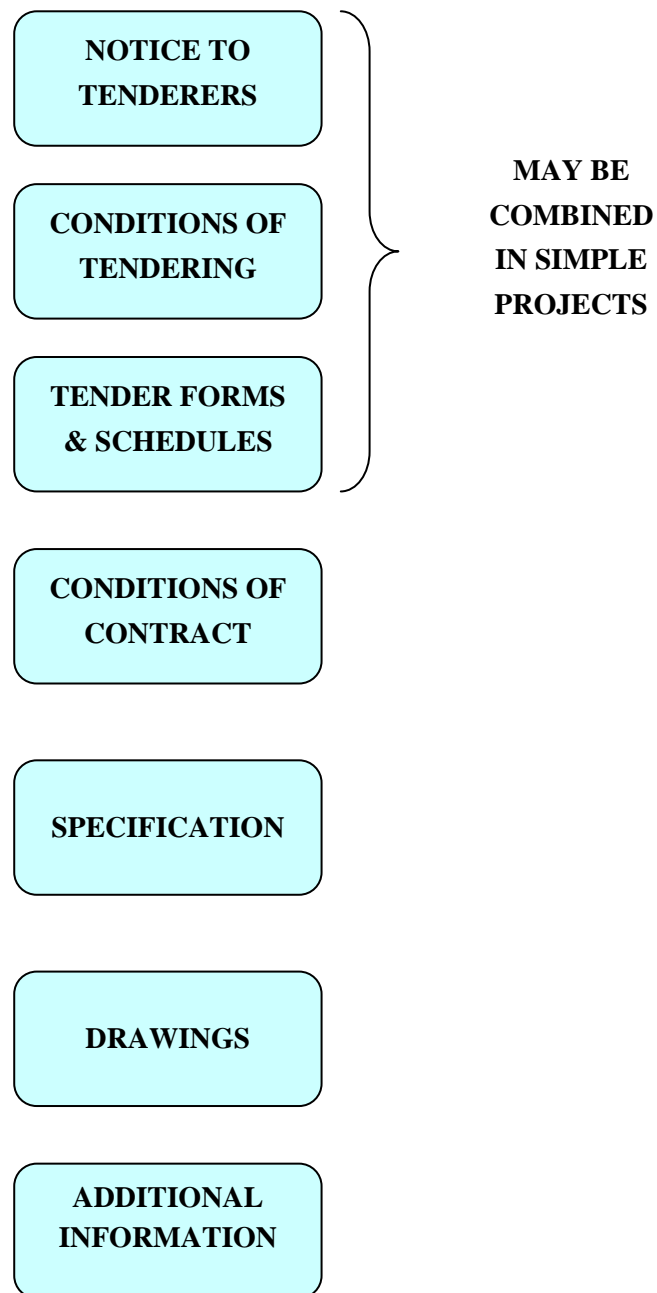 NOTICE TO
TENDERERS
CONDITIONS OF
TENDERING
TENDER FORMS
& SCHEDULES
MAY BE
COMBINED
IN SIMPLE
PROJECTS
CONDITIONS OF
CONTRACT
SPECIFICATION
DRAWINGS
ADDITIONAL
INFORMATION